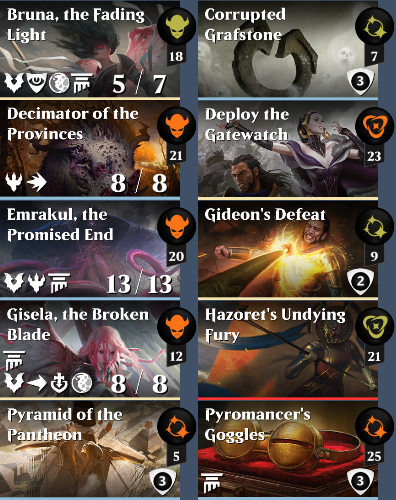 Bruna, the Fading
Light
18
5 / 7
Corrupted
Grafstone
7
3
Decimator of the
Provinces
21
8 / 8
Deploy the
Gatewatch
23
Emrakul, the
Promised End
20
13 / 13
Gideon's Defeat
9
2
Gisela, the Broken
Blade
12
8 / 8
Hazoret's Undying
Fury
21
Pyramid of the
Pantheon
5
3
Pyromancer's
Goggles
25
3